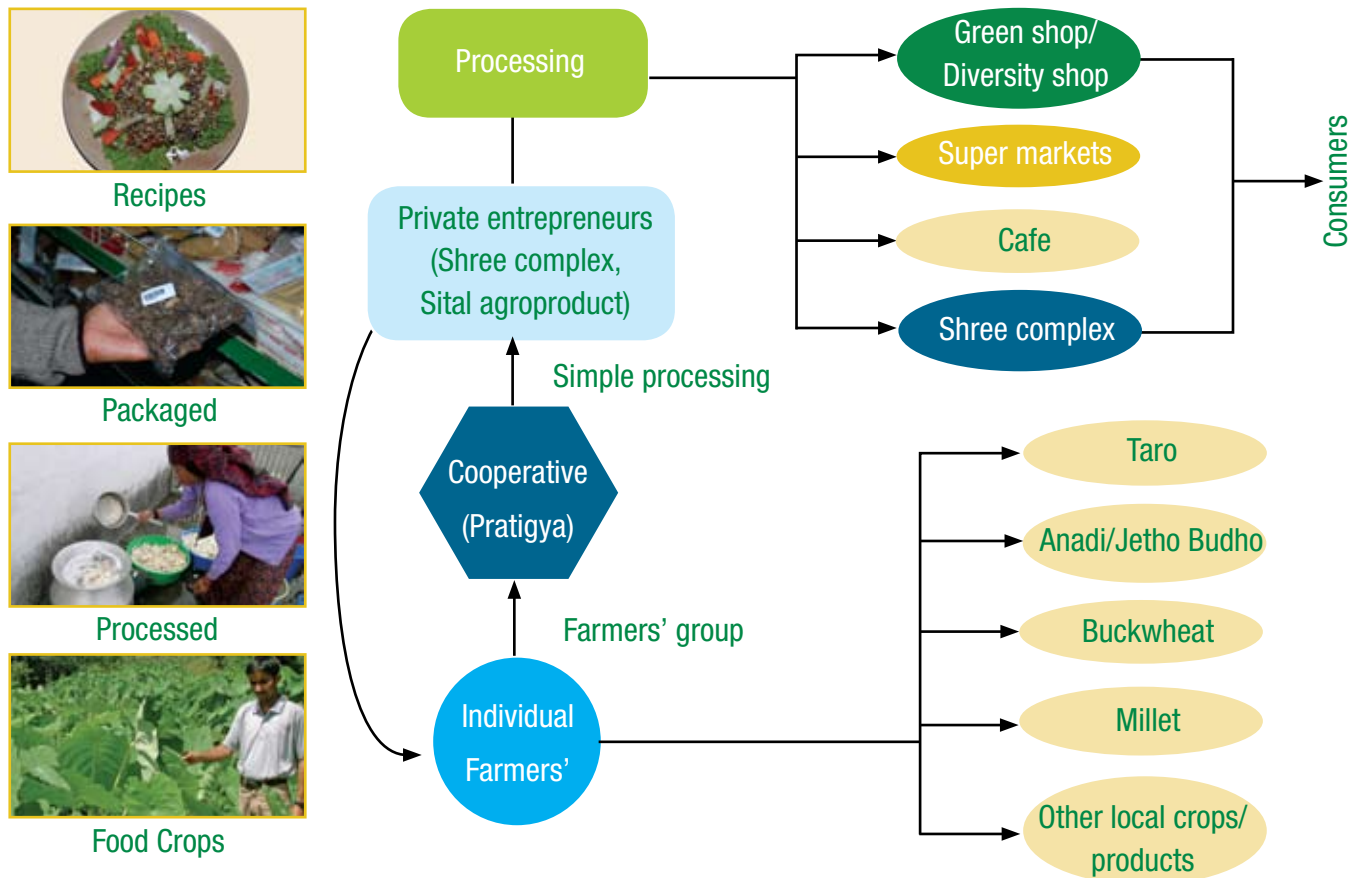 Recipes
Packaged
Processed
Food Crops
Processing
Private entrepreneurs
(Shree complex,
Sital agroproduct)
Simple processing
Cooperative
(Pratigya)
Farmers’ group
Individual
Farmers’
Green shop/
Diversity shop
Super markets
Cafe
Shree complex
Consumers
Taro
Anadi/Jetho Budho
Buckwheat
Millet
Other local crops/
products